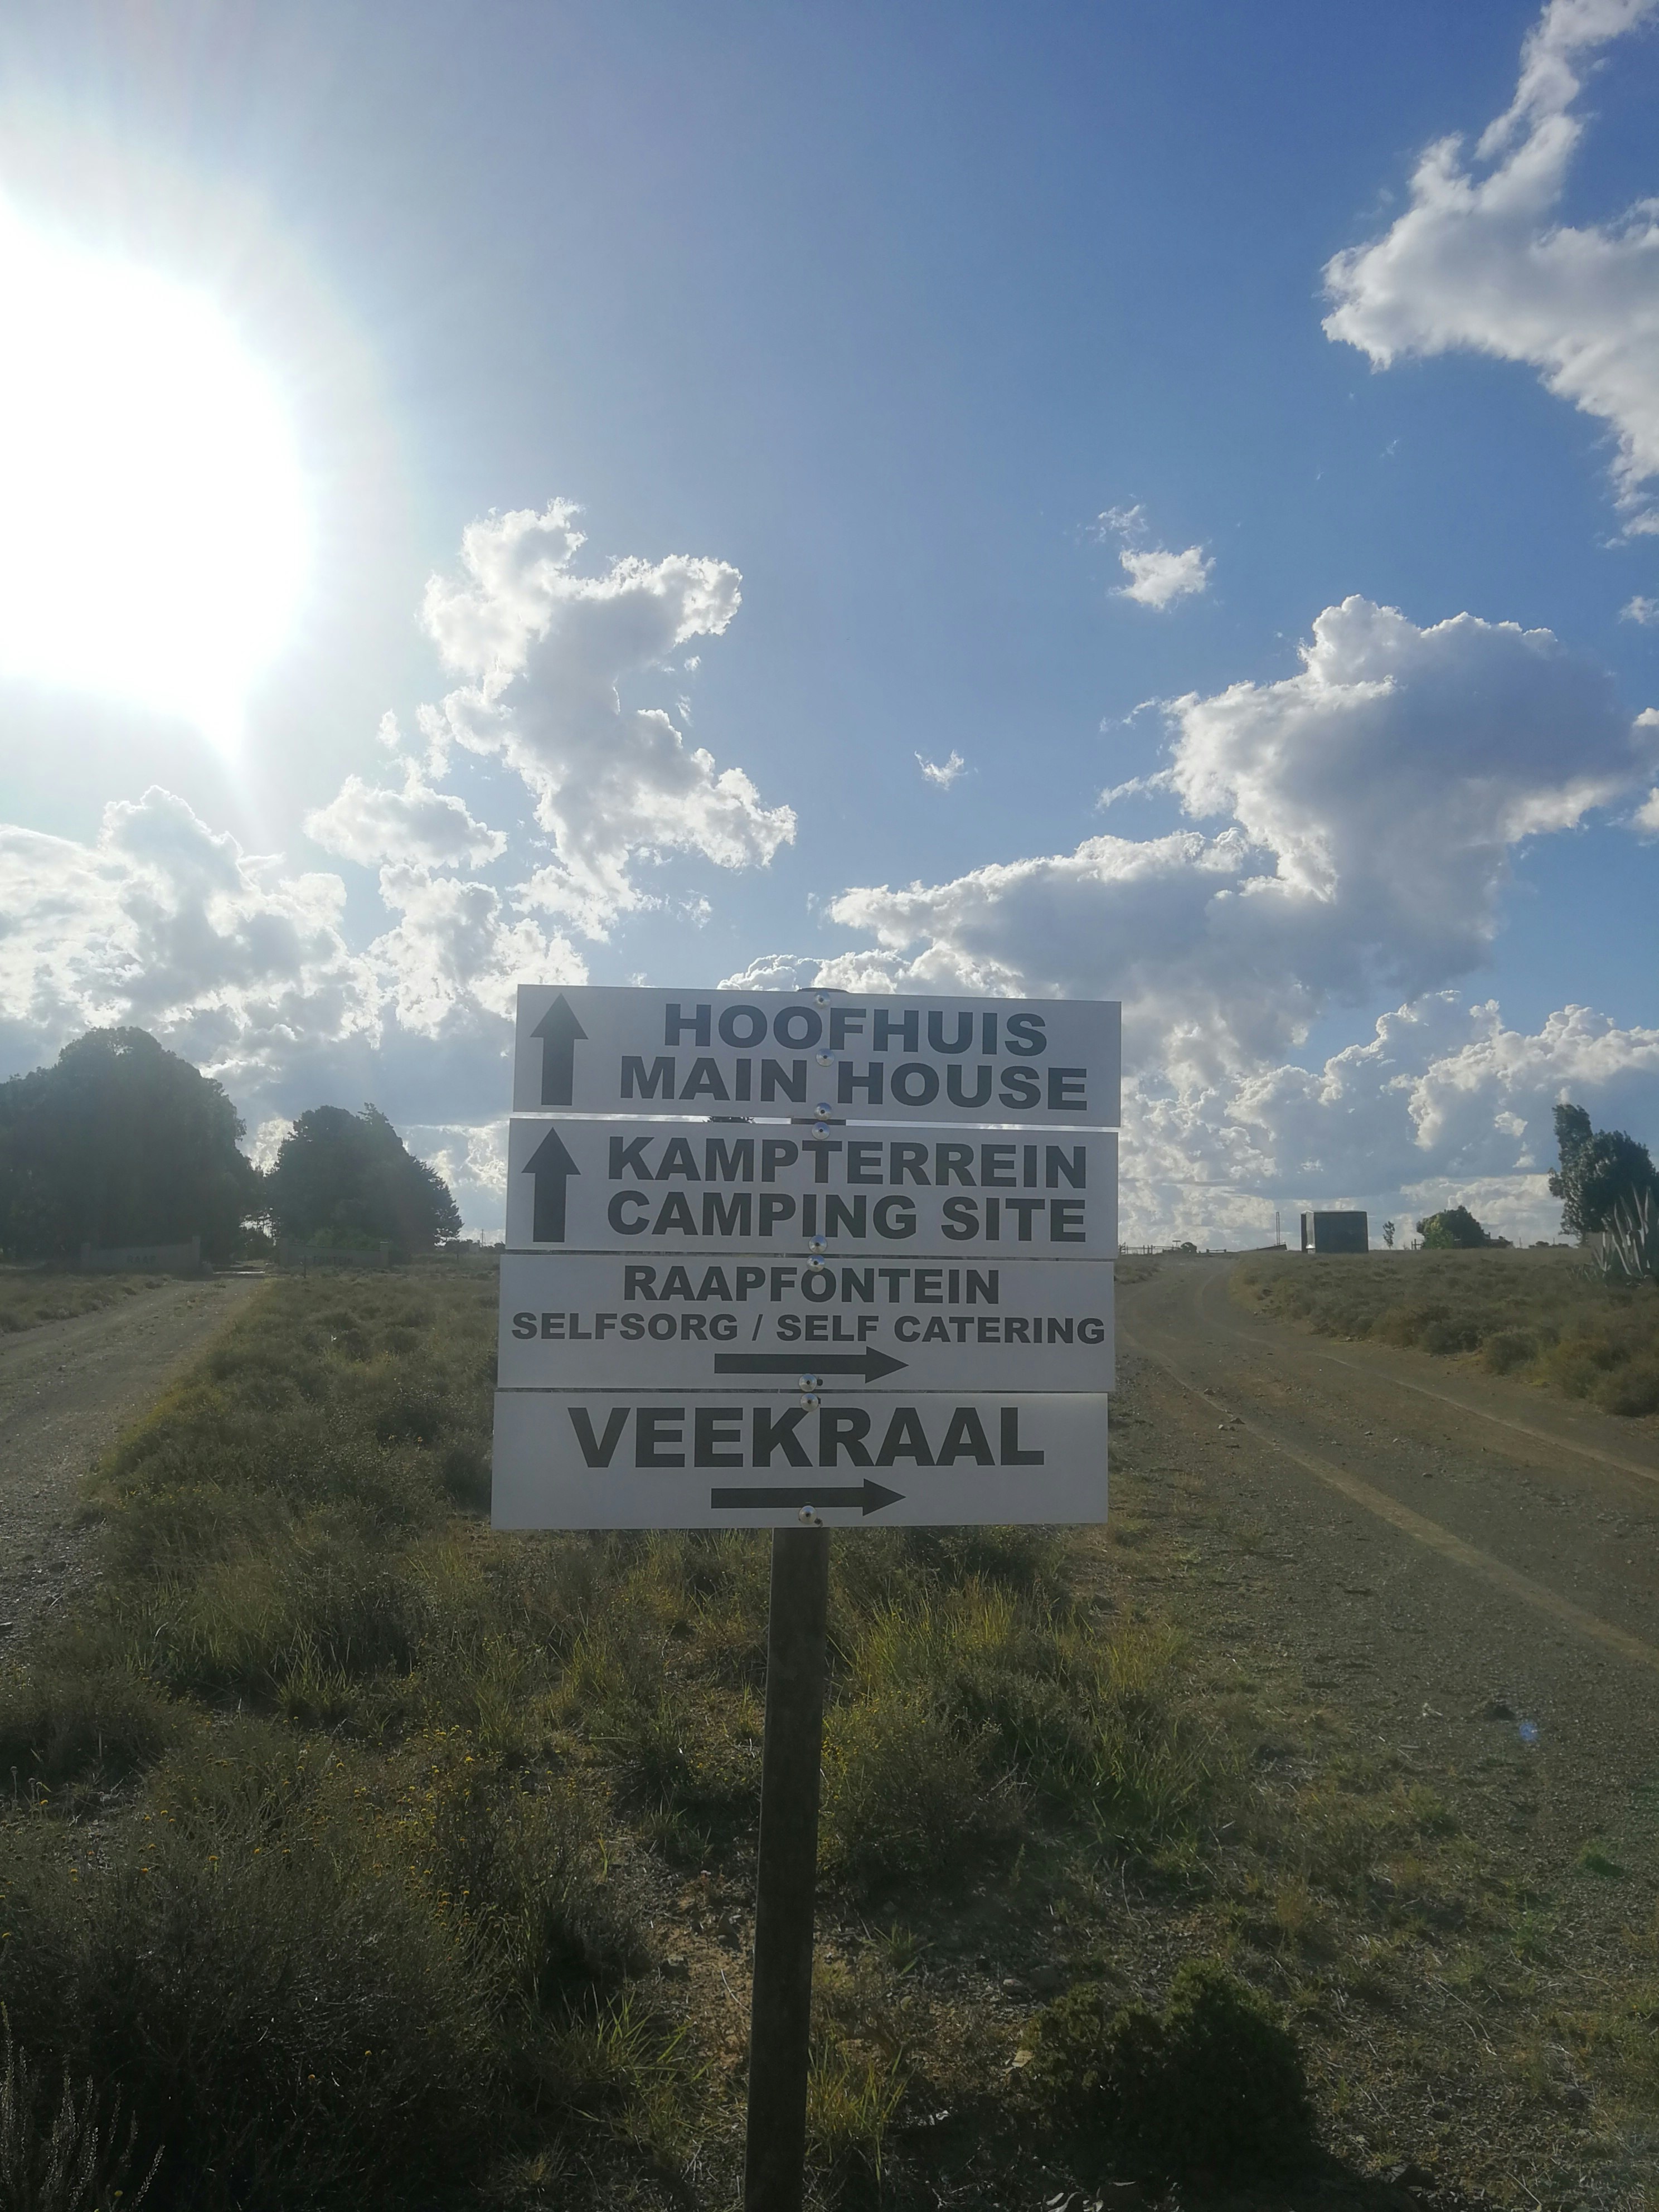 HOOFHUIS
MAIN HOUSE
KAMPTERREIN
CAMPING SITE
RAAPFONTEIN
SELFSORG / SELF CATERING
VEEKRAAL